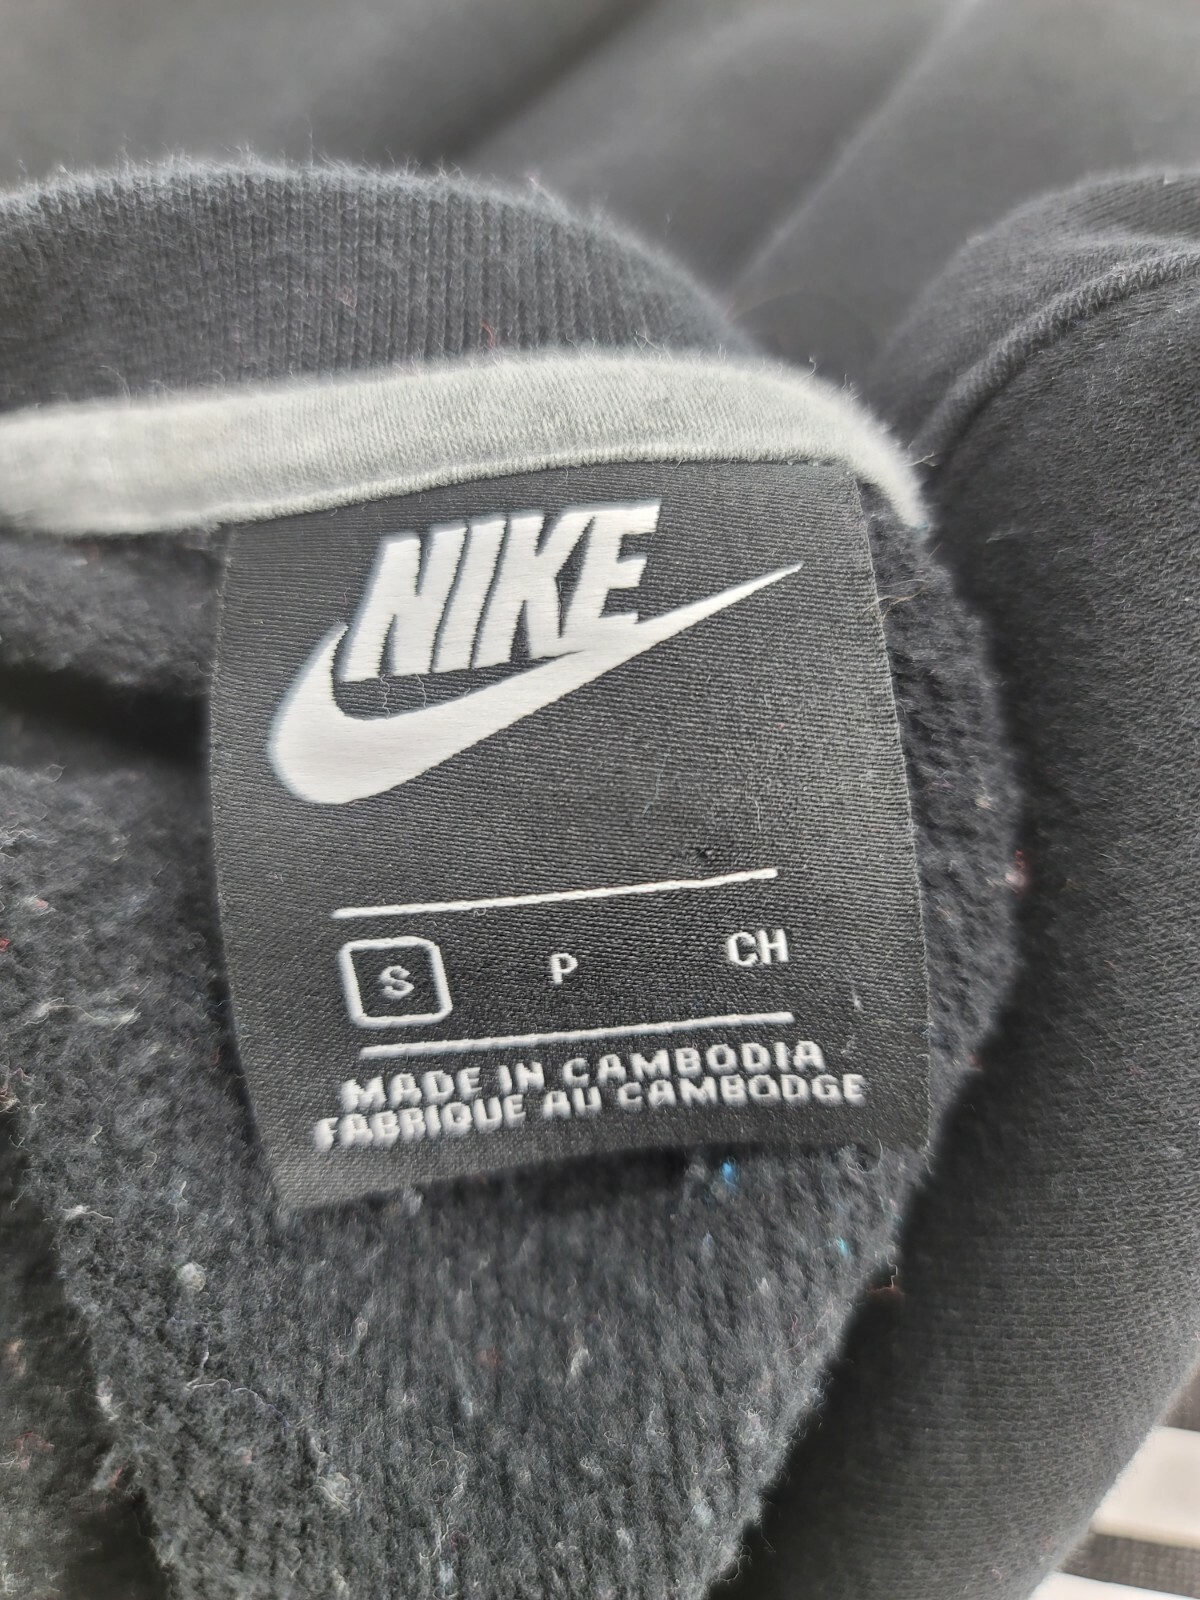 NIKE
S P CH
MADE IN CAMBODIA
FABRIQUE AU CAMBODGE